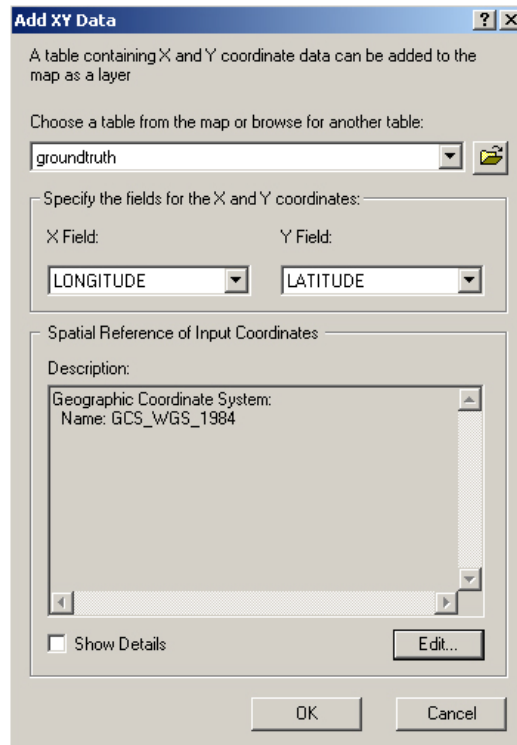 Add XY Data
A table containing X and Y coordinate data can be added to the
map as a layer
Choose a table from the map or browse for another table:
groundtruth
Specify the fields for the X and Y coordinates:
X Field: Y Field:
LONGITUDE LATITUDE
Spatial Reference of Input Coordinates
Description:
Geographic Coordinate System:
Name: GCS_WGS_1984
Show Details Edit...
OK Cancel